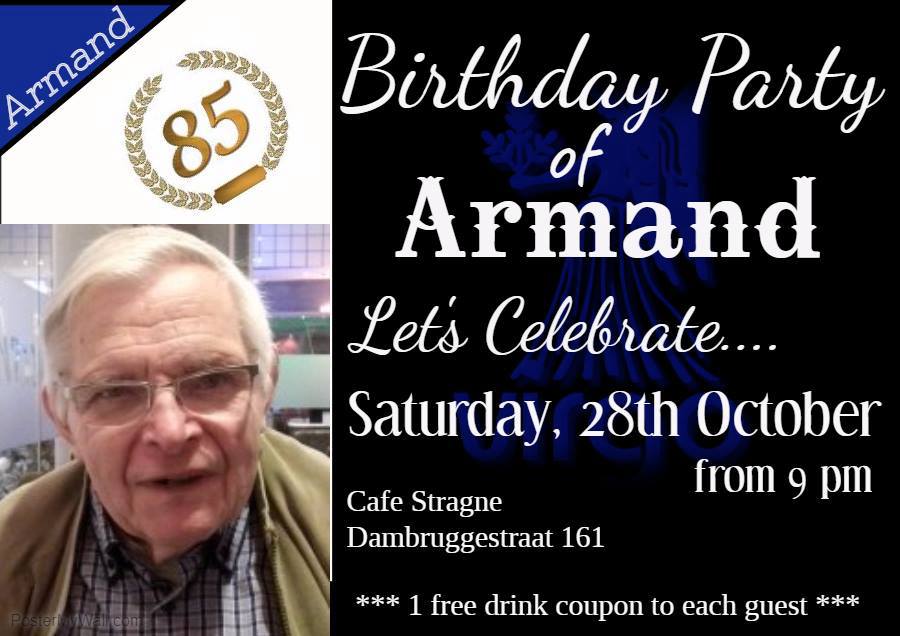 Armand
85
Birthday Party
of
Armand
Let's Celebrate....
Saturday, 28th October
from 9 pm
Cafe Stragne
Dambruggestraat 161
*** 1 free drink coupon to each guest ***
virgo
PosterMyWall.com